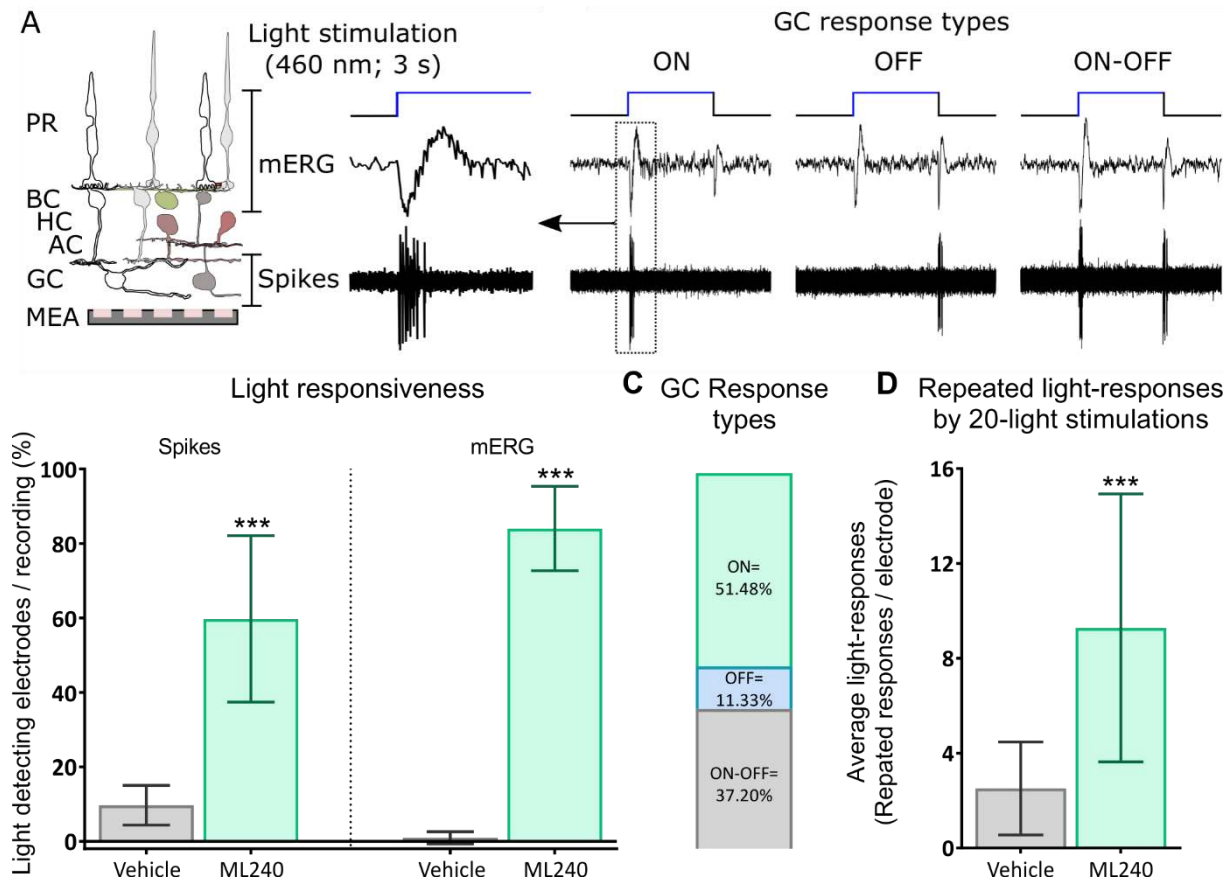 A
Light stimulation
(460 nm; 3 s)
GC response types
ON
OFF
ON-OFF
PR
BC
HC
AC
GC
MEA
mERG
Spikes
Light responsiveness
Spikes
mERG
Light detecting electrodes / recording (%)
100
80
60
40
20
0
***
***
Vehicle
ML240
Vehicle
ML240
C GC Response
types
ON=
51.48%
OFF=
11.33%
ON-OFF=
37.20%
D Repeated light-responses
by 20-light stimulations
Average light-responses
(Repated responses / electrode)
16
12
8
4
0
***
Vehicle
ML240